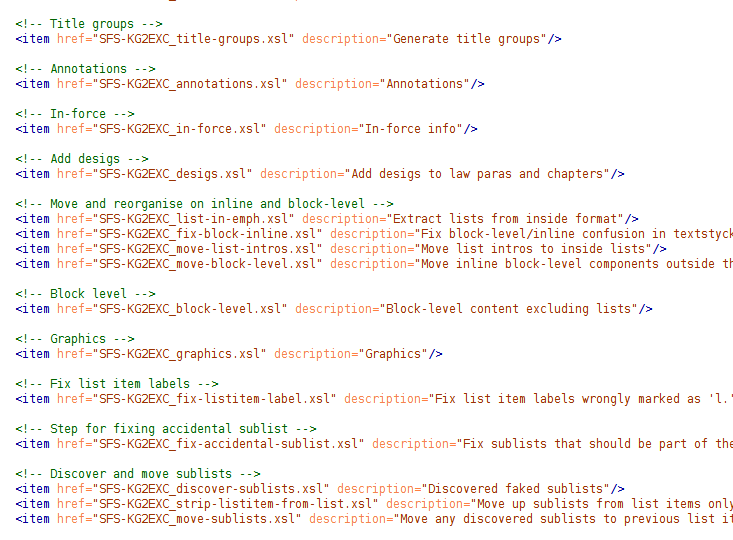 <!-- Title groups -->
<item href="SFS-KG2EXC_title-groups.xsl" description="Generate title groups"/>
<!-- Annotations -->
<item href="SFS-KG2EXC_annotations.xsl" description="Annotations"/>
<!-- In-force -->
<item href="SFS-KG2EXC_in-force.xsl" description="In-force info"/>
<!-- Add desigs -->
<item href="SFS-KG2EXC_desigs.xsl" description="Add desigs to law paras and chapters"/>
<!-- Move and reorganise on inline and block-level -->
<item href="SFS-KG2EXC_list-in-emph.xsl" description="Extract lists from inside format"/>
<item href="SFS-KG2EXC_fix-block-inline.xsl" description="Fix block-level/inline confusion in textstyck
<item href="SFS-KG2EXC_move-list-intros.xsl" description="Move list intros to inside lists"/>
<item href="SFS-KG2EXC_move-block-level.xsl" description="Move inline block-level components outside th
<!-- Block level -->
<item href="SFS-KG2EXC_block-level.xsl" description="Block-level content excluding lists"/>
<!-- Graphics -->
<item href="SFS-KG2EXC_graphics.xsl" description="Graphics"/>
<!-- Fix list item labels -->
<item href="SFS-KG2EXC_fix-listitem-label.xsl" description="Fix list item labels wrongly marked as 'l.'
<!-- Step for fixing accidental sublist -->
<item href="SFS-KG2EXC_fix-accidental-sublist.xsl" description="Fix sublists that should be part of the
<!-- Discover and move sublists -->
<item href="SFS-KG2EXC_discover-sublists.xsl" description="Discovered faked sublists"/>
<item href="SFS-KG2EXC_strip-listitem-from-list.xsl" description="Move up sublists from list items only
<item href="SFS-KG2EXC_move-sublists.xsl" description="Move any discovered sublists to previous list it